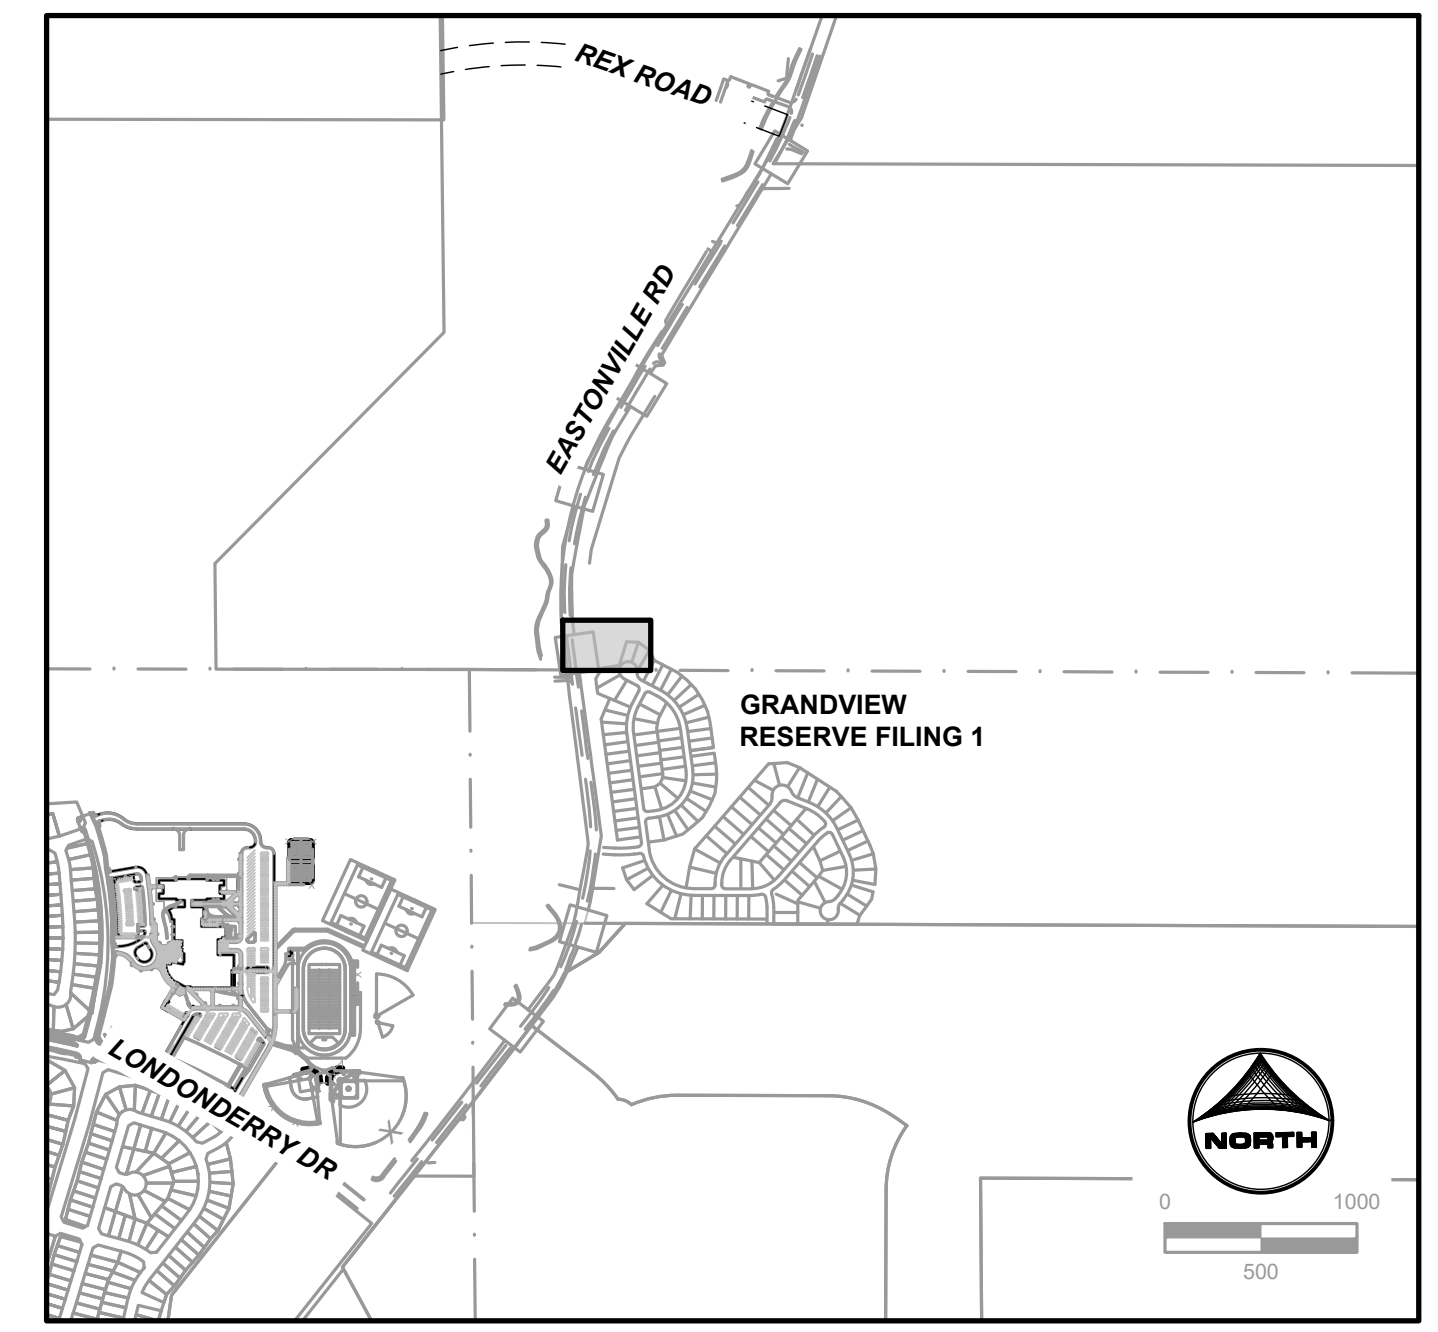 REX ROAD
EASTONVILLE RD
GRANDVIEW
RESERVE FILING 1
LONDONDERRY DR
NORTH
0 1000
500